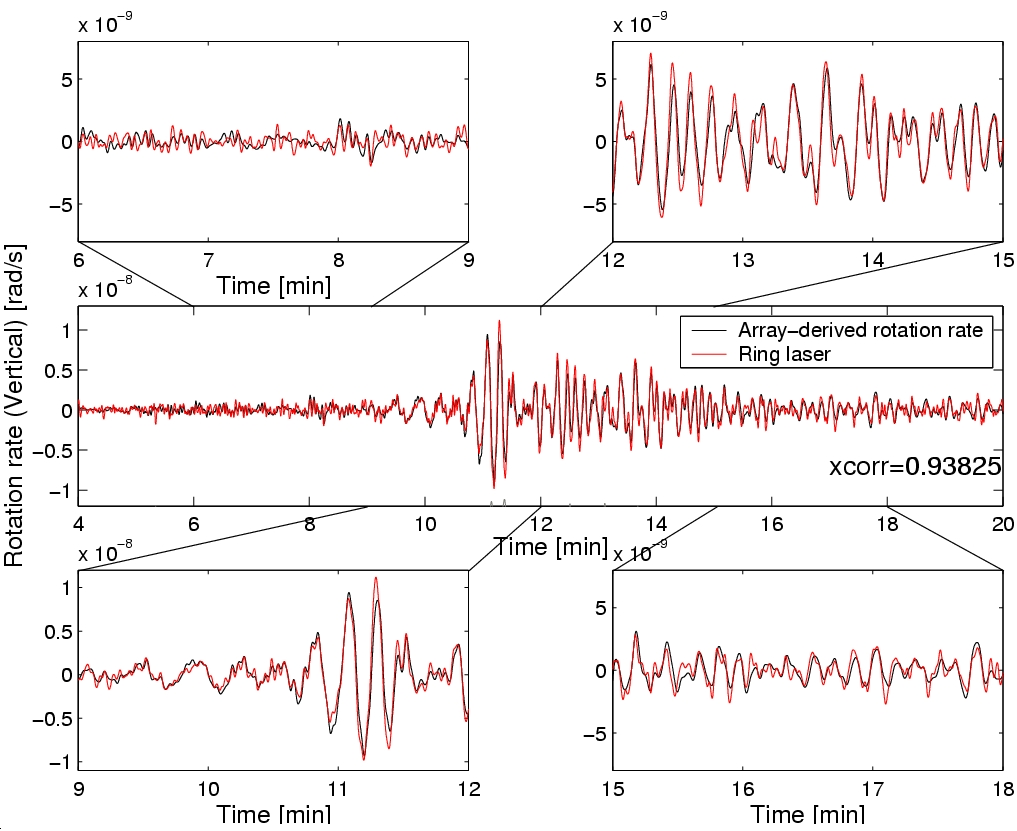 x 10⁻⁹
5
0
−5
6 7 8 9
Time [min]
x 10⁻⁹
5
0
−5
12 13 14 15
Rotation rate (Vertical) [rad/s]
x 10⁻⁸
1
0.5
0
−0.5
−1
Array−derived rotation rate
Ring laser
xcorr=0.93825
4 6 8 10 12 14 16 18 20
Time [min]
x 10⁻⁸
1
0.5
0
−0.5
−1
9 10 11 12
Time [min]
x 10⁻⁹
5
0
−5
15 16 17 18
Time [min]